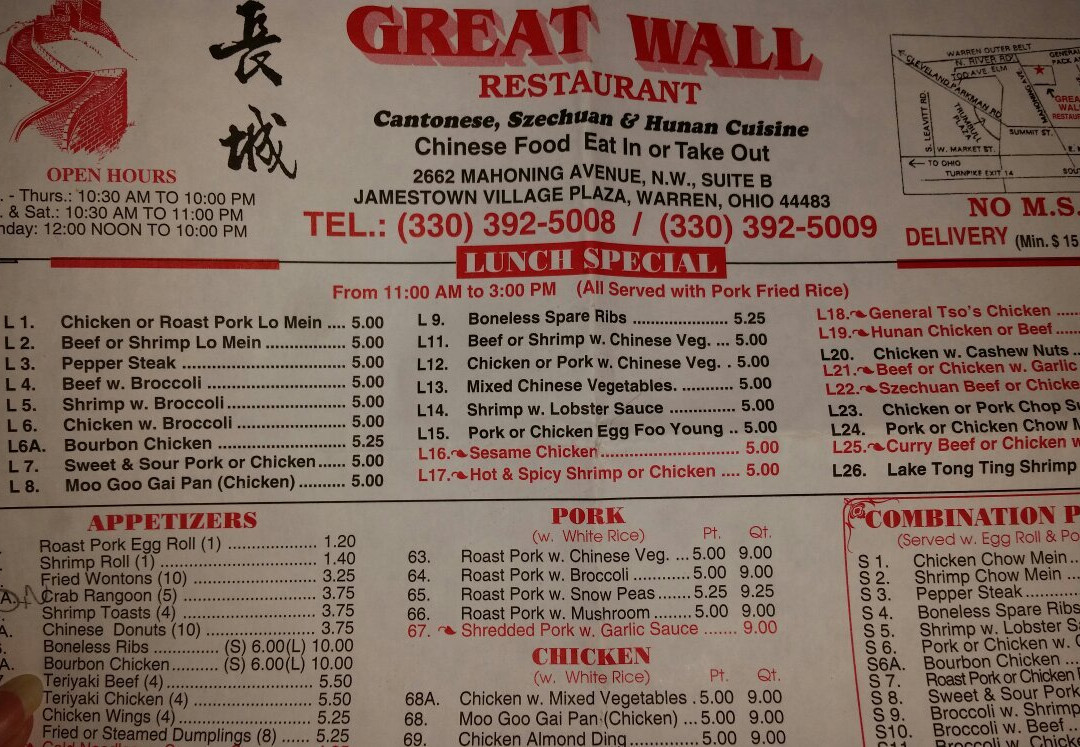 長城
GREAT WALL
RESTAURANT
Cantonese, Szechuan & Hunan Cuisine
Chinese Food Eat In or Take Out
2662 MAHONING AVENUE, N.W., SUITE B
JAMESTOWN VILLAGE PLAZA, WARREN, OHIO 44483
TEL.: (330) 392-5008 / (330) 392-5009
OPEN HOURS
. - Thurs.: 10:30 AM TO 10:00 PM
. & Sat.: 10:30 AM TO 11:00 PM
nday: 12:00 NOON TO 10:00 PM
WARREN OUTER BELT
N. RIVER RD
TOD AVE. ELM
GENERA
PACK A
CLEVELAND PARKMAN RD
MAHONING AVE
GREA
WAL
RESTAUR
S. LEAVITT RD.
TRUMBULL
PLAZA
SUMMIT ST.
W. MARKET ST.
E.
← TO OHIO
TURNPIKE EXIT 14
SOU
NO M.S.
DELIVERY (Min. $ 15
LUNCH SPECIAL
From 11:00 AM to 3:00 PM (All Served with Pork Fried Rice)
L 1. Chicken or Roast Pork Lo Mein .... 5.00
L 2. Beef or Shrimp Lo Mein ................ 5.00
L 3. Pepper Steak ................ 5.00
L 4. Beef w. Broccoli ................ 5.00
L 5. Shrimp w. Broccoli ................ 5.00
L 6. Chicken w. Broccoli ................ 5.00
L6A. Bourbon Chicken ................ 5.25
L 7. Sweet & Sour Pork or Chicken ...... 5.00
L 8. Moo Goo Gai Pan (Chicken) .......... 5.00
L 9. Boneless Spare Ribs ................ 5.25
L11. Beef or Shrimp w. Chinese Veg. ... 5.00
L12. Chicken or Pork w. Chinese Veg. . 5.00
L13. Mixed Chinese Vegetables. ............ 5.00
L14. Shrimp w. Lobster Sauce ............. 5.00
L15. Pork or Chicken Egg Foo Young .. 5.00
L16. Sesame Chicken ................ 5.00
L17. Hot & Spicy Shrimp or Chicken .... 5.00
L18. General Tso's Chicken .....
L19. Hunan Chicken or Beef .....
L20. Chicken w. Cashew Nuts ..
L21. Beef or Chicken w. Garlic
L22. Szechuan Beef or Chicke
L23. Chicken or Pork Chop Su
L24. Pork or Chicken Chow M
L25. Curry Beef or Chicken w
L26. Lake Tong Ting Shrimp
APPETIZERS
Roast Pork Egg Roll (1) ................ 1.20
Shrimp Roll (1) ................ 1.40
Fried Wontons (10) ................ 3.25
A. Crab Rangoon (5) ................ 3.75
Shrimp Toasts (4) ................ 3.75
A. Chinese Donuts (10) ................ 3.75
Boneless Ribs ............. (S) 6.00(L) 10.00
A. Bourbon Chicken .......... (S) 6.00(L) 10.00
Teriyaki Beef (4) ................ 5.50
Teriyaki Chicken (4) ................ 5.50
Chicken Wings (4) ................ 5.25
Fried or Steamed Dumplings (8) ...... 5.25
PORK
(w. White Rice) Pt. Qt.
63. Roast Pork w. Chinese Veg. ... 5.00 9.00
64. Roast Pork w. Broccoli ............ 5.00 9.00
65. Roast Pork w. Snow Peas ....... 5.25 9.25
66. Roast Pork w. Mushroom ....... 5.00 9.00
67. Shredded Pork w. Garlic Sauce ....... 9.00
CHICKEN
(w. White Rice) Pt. Qt.
68A. Chicken w. Mixed Vegetables . 5.00 9.00
68. Moo Goo Gai Pan (Chicken) ... 5.00 9.00
69. Chicken Almond Ding ............. 5.00 9.00
COMBINATION P
(Served w. Egg Roll & Po
S 1. Chicken Chow Mein ..
S 2. Shrimp Chow Mein ....
S 3. Pepper Steak ..........
S 4. Boneless Spare Ribs
S 5. Shrimp w. Lobster Sa
S 6. Pork or Chicken w. C
S6A. Bourbon Chicken ...
S 7. Roast Pork or Chicken
S 8. Sweet & Sour Pork
S 9. Broccoli w. Shrimp
S10. Broccoli w. Beef ...
Broccoli w. Chicke